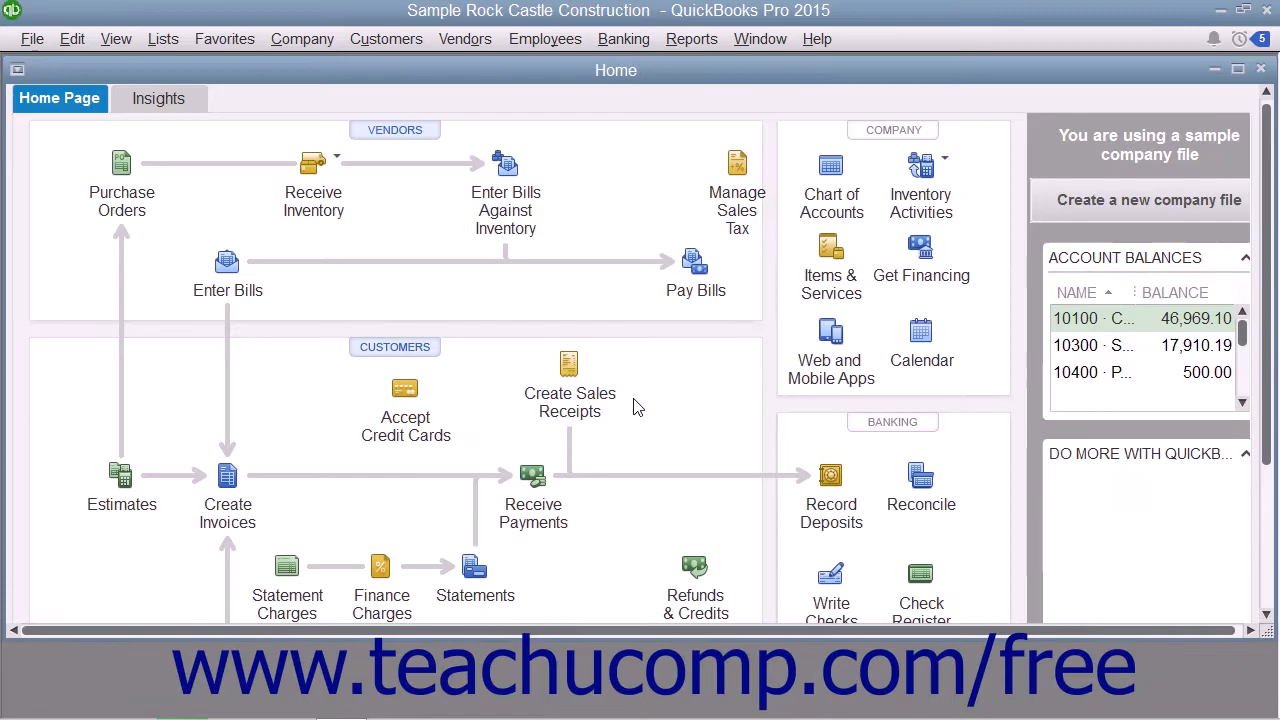 Sample Rock Castle Construction - QuickBooks Pro 2015
File Edit View Lists Favorites Company Customers Vendors Employees Banking Reports Window Help 5
Home
Home Page Insights
VENDORS
Purchase
Orders
Receive
Inventory
Enter Bills
Against
Inventory
Manage
Sales
Tax
Enter Bills
Pay Bills
CUSTOMERS
Accept
Credit Cards
Create Sales
Receipts
Estimates
Create
Invoices
Receive
Payments
Statement
Charges
Finance
Charges
Statements
Refunds
& Credits
COMPANY
Chart of
Accounts
Inventory
Activities
Items &
Services
Get Financing
Web and
Mobile Apps
Calendar
BANKING
Record
Deposits
Reconcile
Write
Checks
Check
Register
You are using a sample
company file
Create a new company file
ACCOUNT BALANCES
NAME BALANCE
10100 · C... 46,969.10
10300 · S... 17,910.19
10400 · P... 500.00
DO MORE WITH QUICKB...
www.teachucomp.com/free